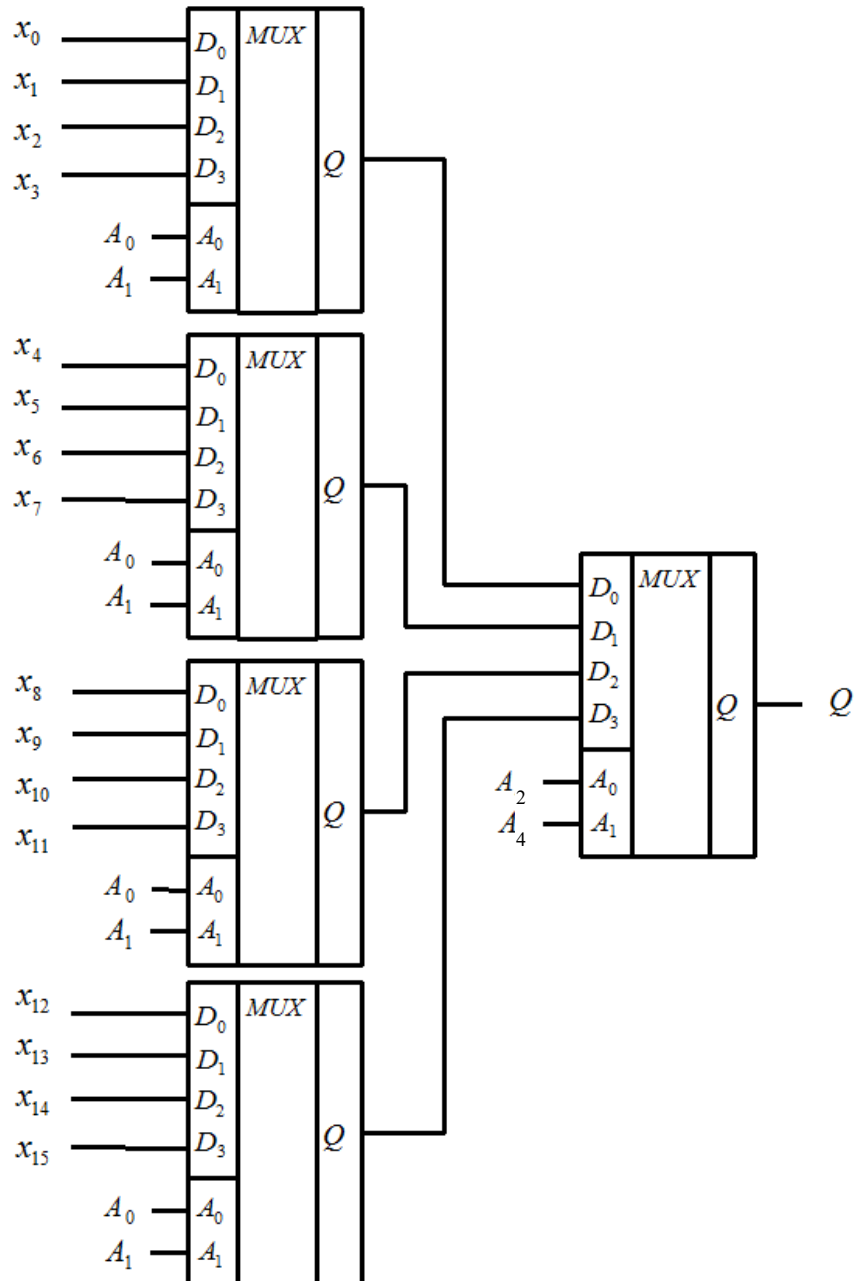 x₀ D₀ MUX
x₁ D₁
x₂ D₂
x₃ D₃ Q
A₀ A₀
A₁ A₁
x₄ D₀ MUX
x₅ D₁
x₆ D₂
x₇ D₃ Q
A₀ A₀
A₁ A₁
D₀ MUX
D₁
D₂
D₃ Q Q
A₂ A₀
A₄ A₁
x₈ D₀ MUX
x₉ D₁
x₁₀ D₂
x₁₁ D₃ Q
A₀ A₀
A₁ A₁
x₁₂ D₀ MUX
x₁₃ D₁
x₁₄ D₂
x₁₅ D₃ Q
A₀ A₀
A₁ A₁